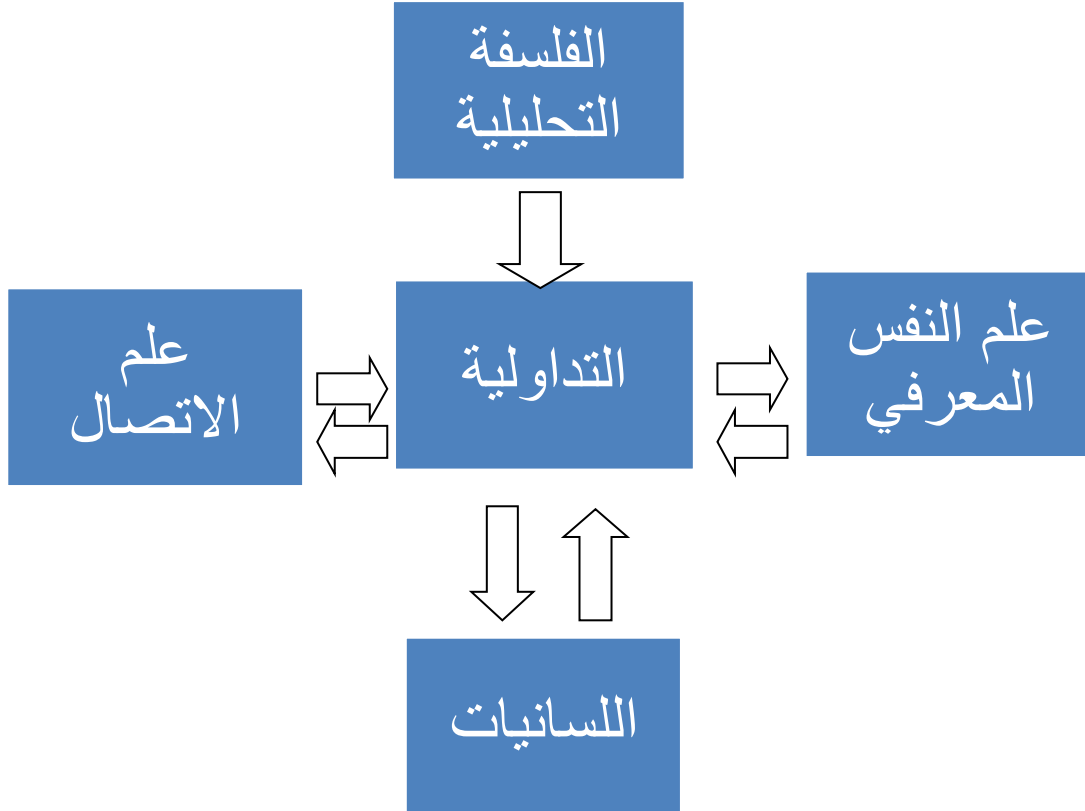 الفلسفة
التحليلية
علم النفس
المعرفي
التداولية
علم
الاتصال
اللسانيات